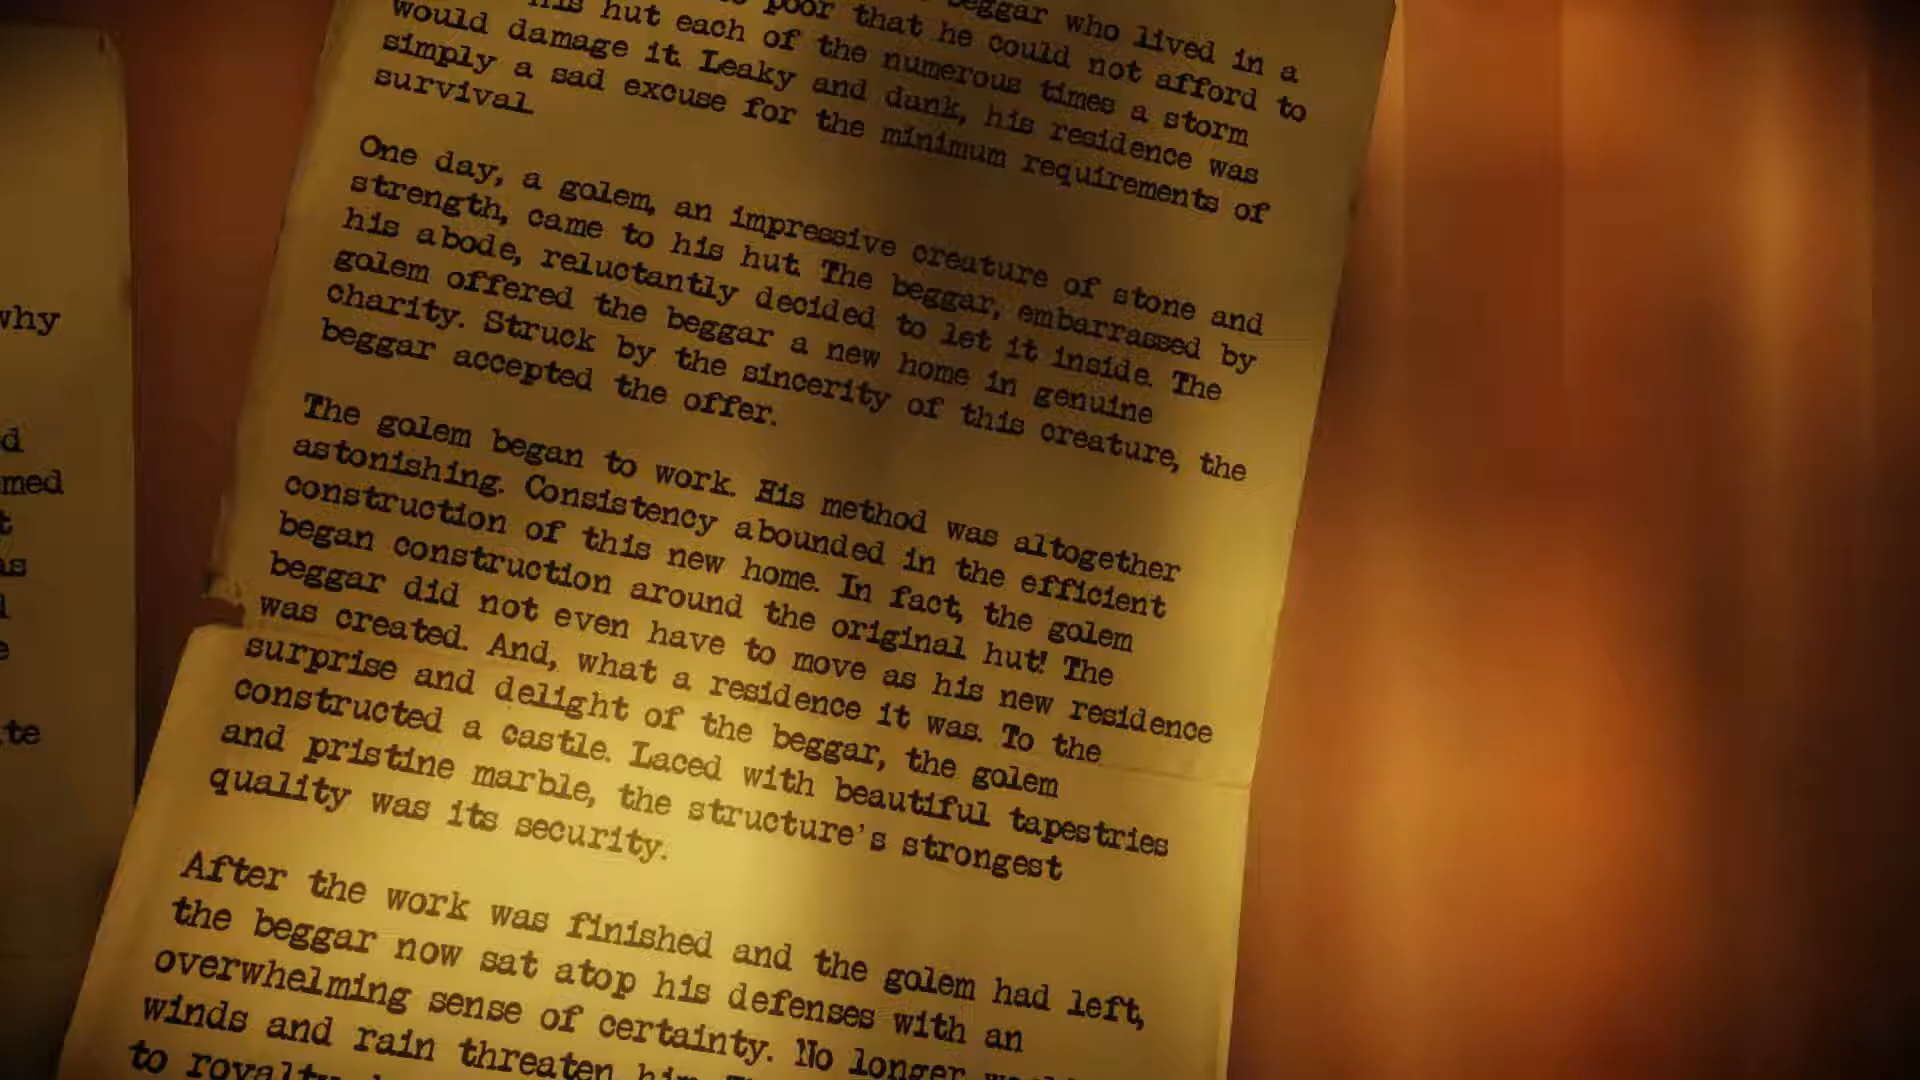 why
beggar who lived in a
poor that he could not afford to
his hut each of the numerous times a storm
would damage it. Leaky and dunk, his residence was
simply a sad excuse for the minimum requirements of
survival.
One day, a golem, an impressive creature of stone and
strength, came to his hut. The beggar, embarrassed by
his abode, reluctantly decided to let it inside. The
golem offered the beggar a new home in genuine
charity. Struck by the sincerity of this creature, the
beggar accepted the offer.
The golem began to work. His method was altogether
astonishing. Consistency abounded in the efficient
construction of this new home. In fact, the golem
began construction around the original hut! The
beggar did not even have to move as his new residence
was created. And, what a residence it was. To the
surprise and delight of the beggar, the golem
constructed a castle. Laced with beautiful tapestries
and pristine marble, the structure's strongest
quality was its security.
After the work was finished and the golem had left,
the beggar now sat atop his defenses with an
overwhelming sense of certainty. No longer
winds and rain threaten
to royalty